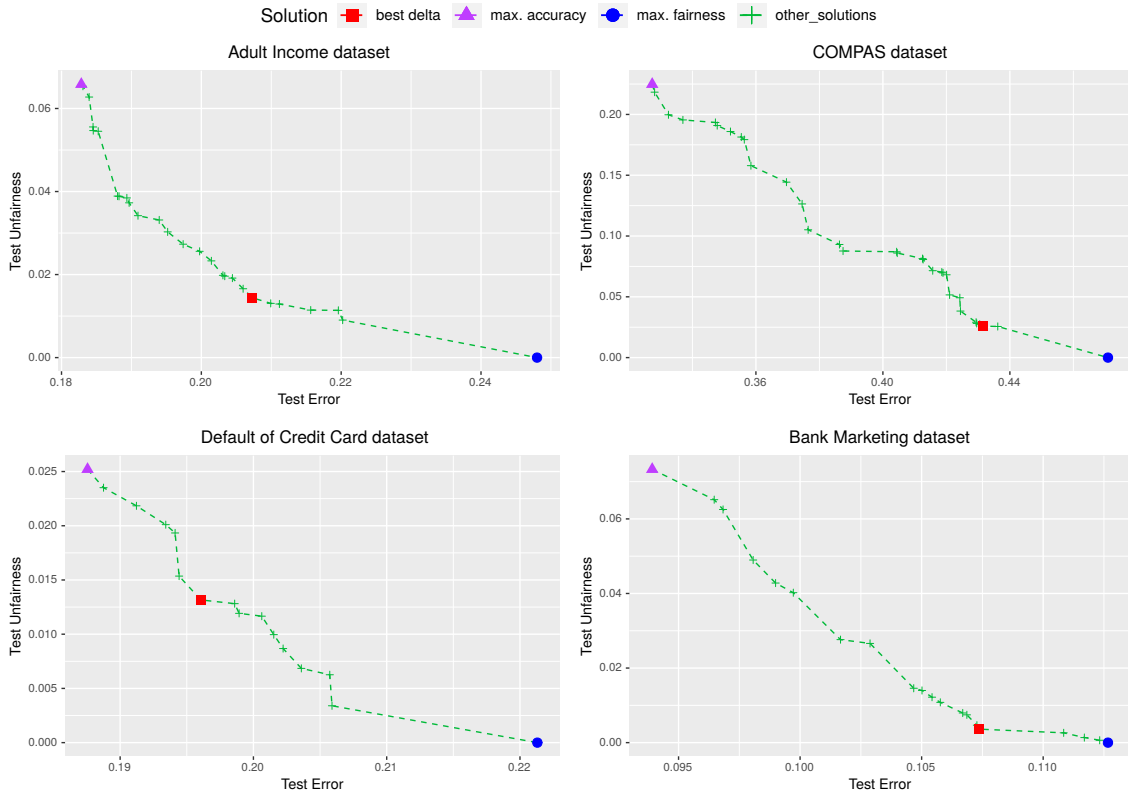 Solution best delta max. accuracy max. fairness other_solutions
Adult Income dataset
Test Unfairness
0.06
0.04
0.02
0.00
0.18 0.20 0.22 0.24
Test Error
COMPAS dataset
Test Unfairness
0.20
0.15
0.10
0.05
0.00
0.36 0.40 0.44
Test Error
Default of Credit Card dataset
Test Unfairness
0.025
0.020
0.015
0.010
0.005
0.000
0.19 0.20 0.21 0.22
Test Error
Bank Marketing dataset
Test Unfairness
0.06
0.04
0.02
0.00
0.095 0.100 0.105 0.110
Test Error